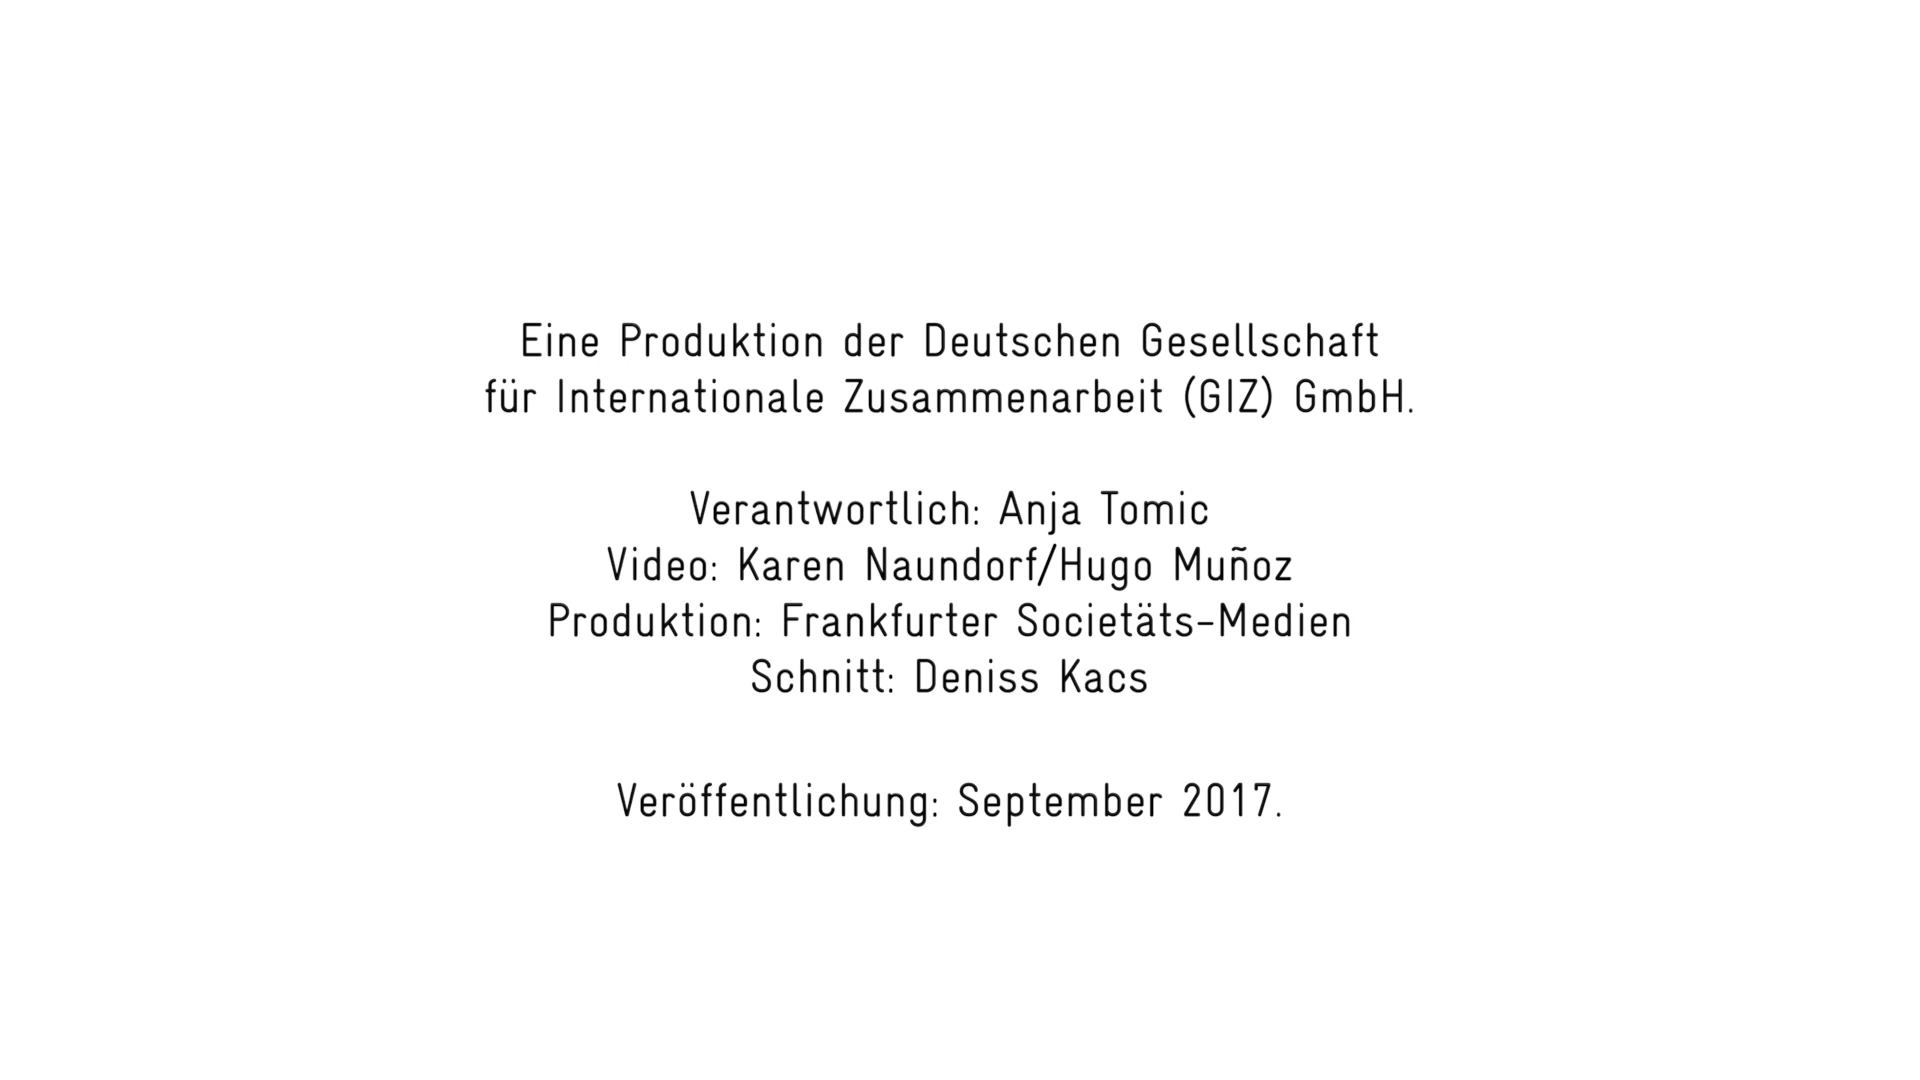 Eine Produktion der Deutschen Gesellschaft
für Internationale Zusammenarbeit (GIZ) GmbH.
Verantwortlich: Anja Tomic
Video: Karen Naundorf/Hugo Muñoz
Produktion: Frankfurter Societäts-Medien
Schnitt: Deniss Kacs
Veröffentlichung: September 2017.